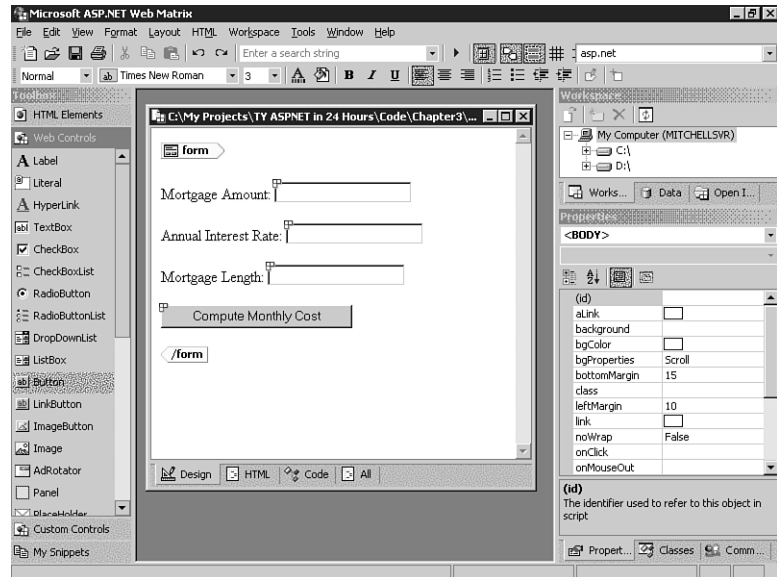 Microsoft ASP.NET Web Matrix
File Edit View Format Layout HTML Workspace Tools Window Help
Enter a search string
asp.net
Normal
ab Times New Roman
3
A B I U
Toolbox
HTML Elements
Web Controls
A Label
Literal
A HyperLink
abl TextBox
CheckBox
CheckBoxList
RadioButton
RadioButtonList
DropDownList
ListBox
ab Button
ab LinkButton
ImageButton
Image
AdRotator
Panel
PlaceHolder
Custom Controls
My Snippets
C:\My Projects\TY ASPNET in 24 Hours\Code\Chapter3\...
form
Mortgage Amount:
Annual Interest Rate:
Mortgage Length:
Compute Monthly Cost
/form
Design HTML Code All
Workspace
My Computer (MITCHELLSVR)
C:\
D:\
Works... Data Open I...
Properties
<BODY>
(id)
aLink
background
bgColor
bgProperties Scroll
bottomMargin 15
class
leftMargin 10
link
noWrap False
onClick
onMouseOut
(id)
The identifier used to refer to this object in
script
Propert... Classes Comm...